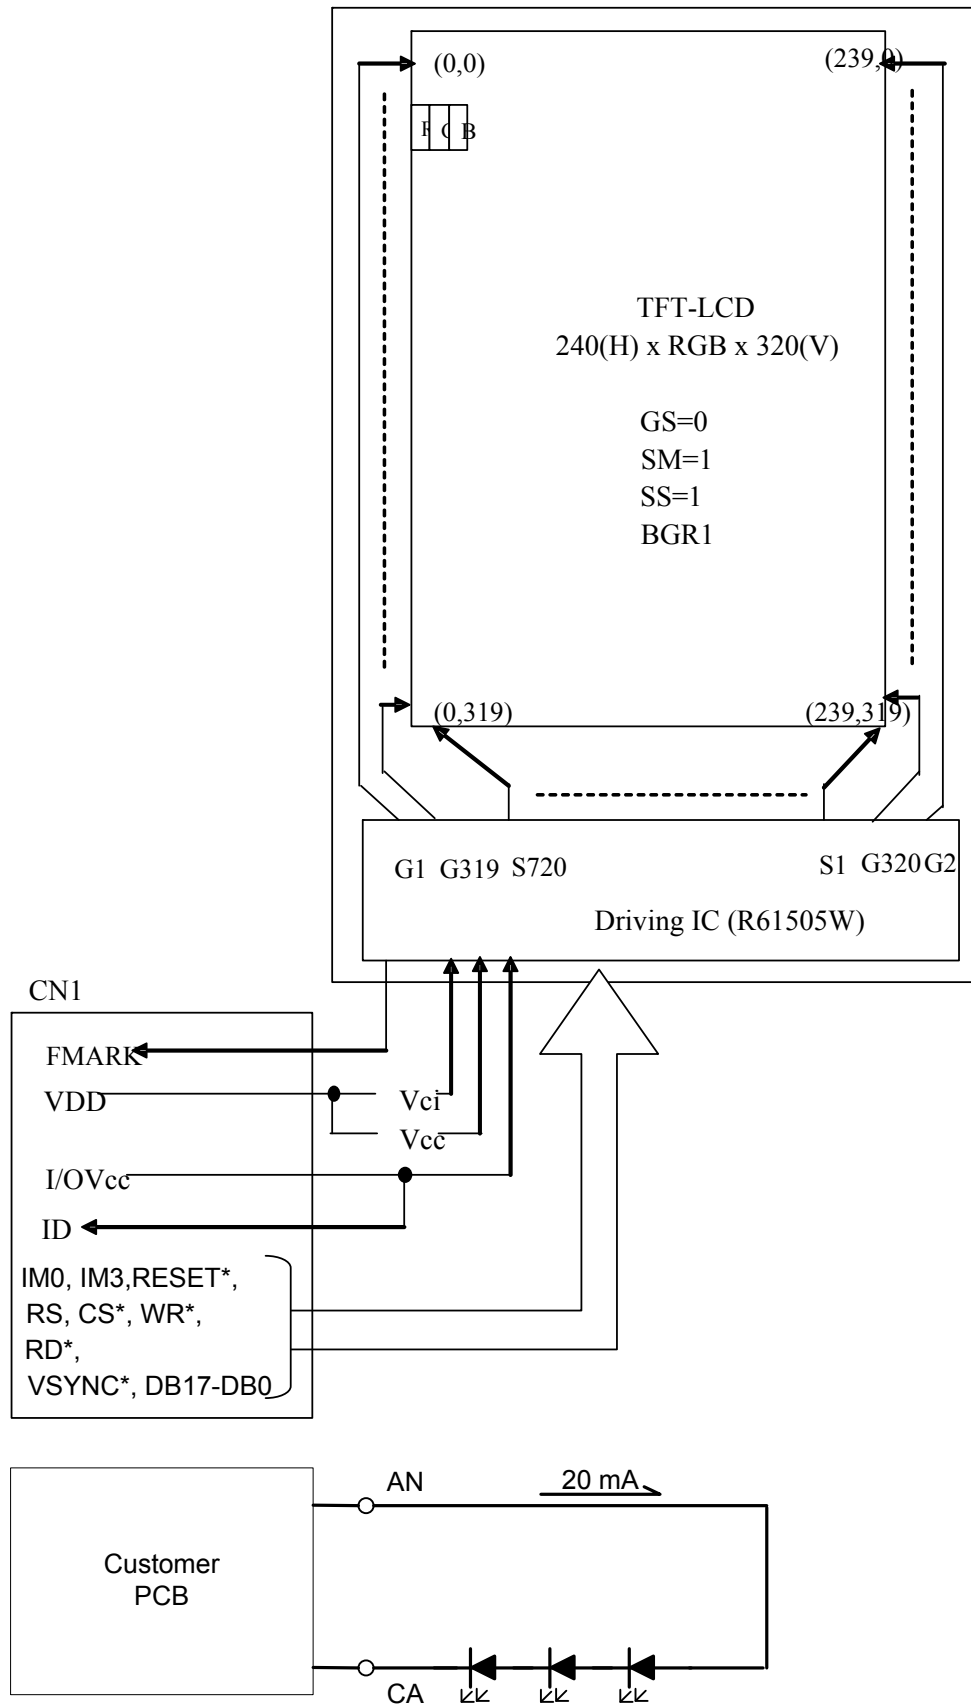 (0,0) (239,0)
R G B
TFT-LCD
240(H) x RGB x 320(V)
GS=0
SM=1
SS=1
BGR1
(0,319) (239,319)
G1 G319 S720 S1 G320 G2
Driving IC (R61505W)
CN1
FMARK
VDD Vci
Vcc
I/OVcc
ID
IM0, IM3,RESET*,
RS, CS*, WR*,
RD*,
VSYNC*, DB17-DB0
AN 20 mA
Customer
PCB
CA